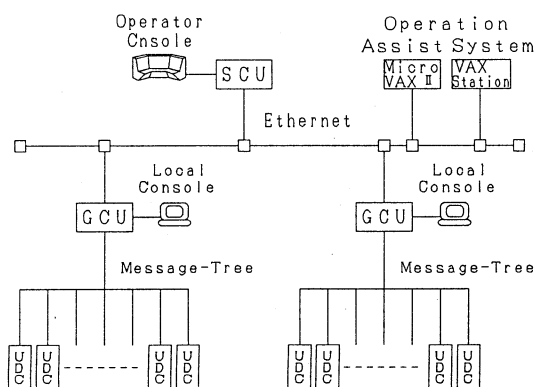 Operator
Cnsole
SCU
Operation
Assist System
Micro
VAX II
VAX
Station
Ethernet
Local
Console
GCU
Local
Console
GCU
Message-Tree
Message-Tree
UDC
UDC
UDC
UDC
UDC
UDC
UDC
UDC